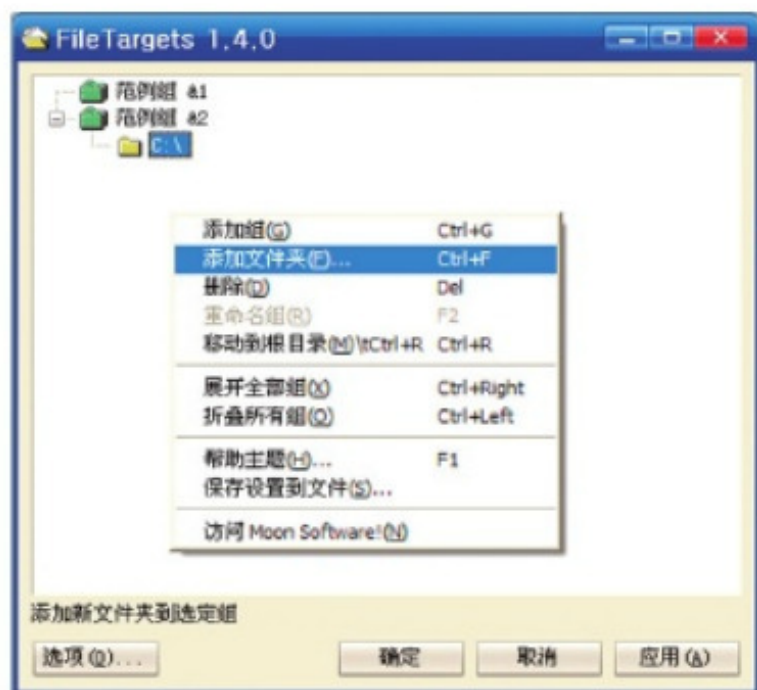 FileTargets 1.4.0
范例组 a1
范例组 a2
C:\
添加组(G) Ctrl+G
添加文件夹(F)... Ctrl+F
删除(D) Del
重命名组(R) F2
移动到根目录(M)\tCtrl+R Ctrl+R
展开全部组(X) Ctrl+Right
折叠所有组(O) Ctrl+Left
帮助主题(H)... F1
保存设置到文件(S)...
访问 Moon Software!(N)
添加新文件夹到选定组
选项(O)... 确定 取消 应用(A)